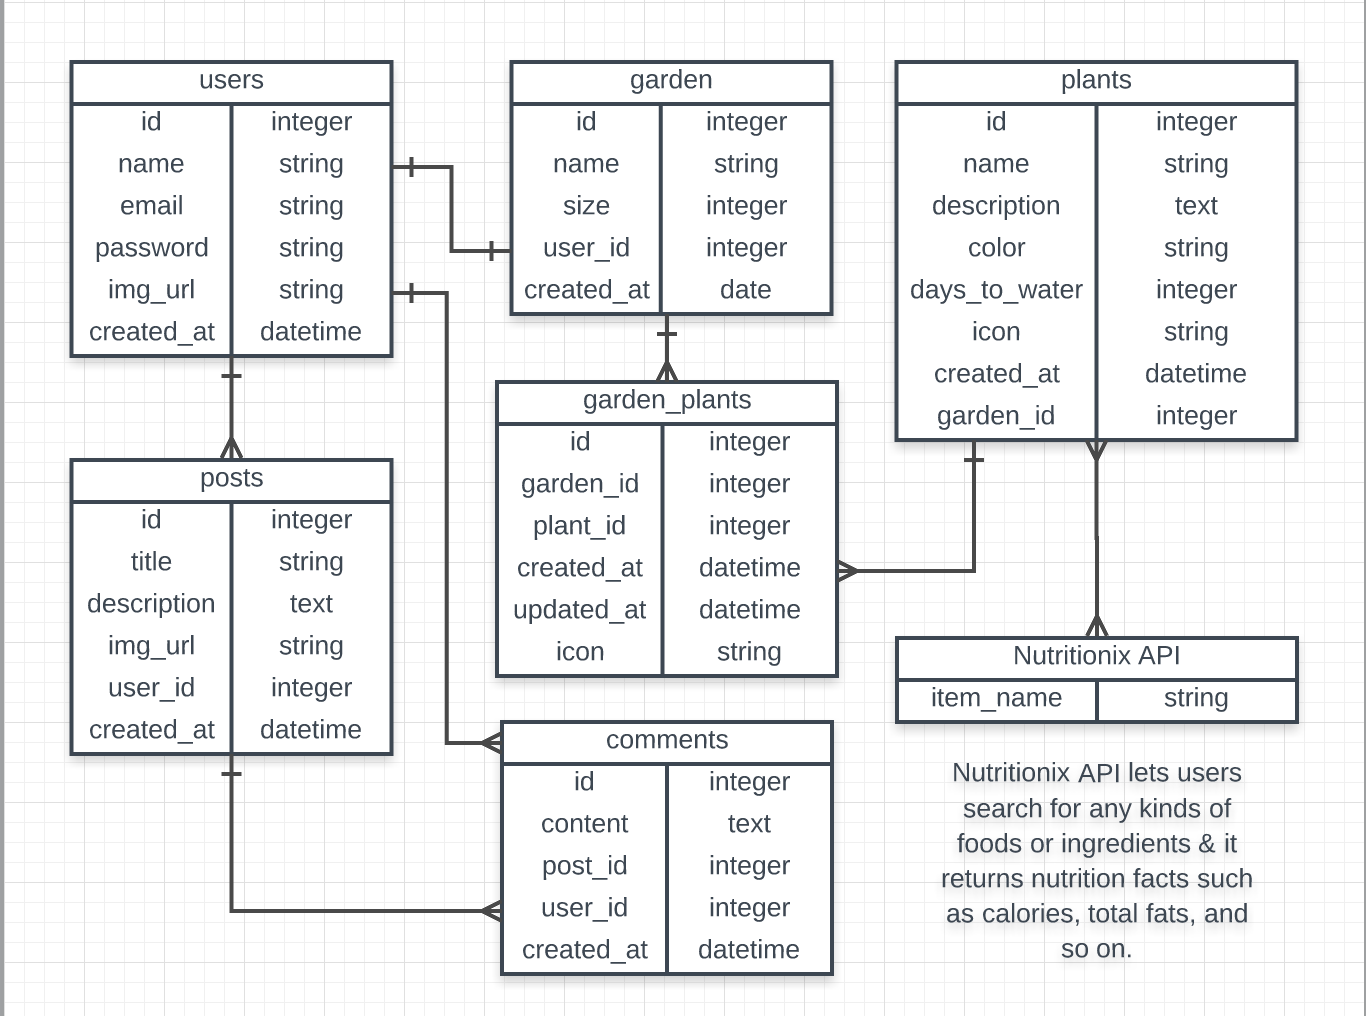 users
id integer
name string
email string
password string
img_url string
created_at datetime
garden
id integer
name string
size integer
user_id integer
created_at date
plants
id integer
name string
description text
color string
days_to_water integer
icon string
created_at datetime
garden_id integer
garden_plants
id integer
garden_id integer
plant_id integer
created_at datetime
updated_at datetime
icon string
posts
id integer
title string
description text
img_url string
user_id integer
created_at datetime
comments
id integer
content text
post_id integer
user_id integer
created_at datetime
Nutritionix API
item_name string
Nutritionix API lets users
search for any kinds of
foods or ingredients & it
returns nutrition facts such
as calories, total fats, and
so on.